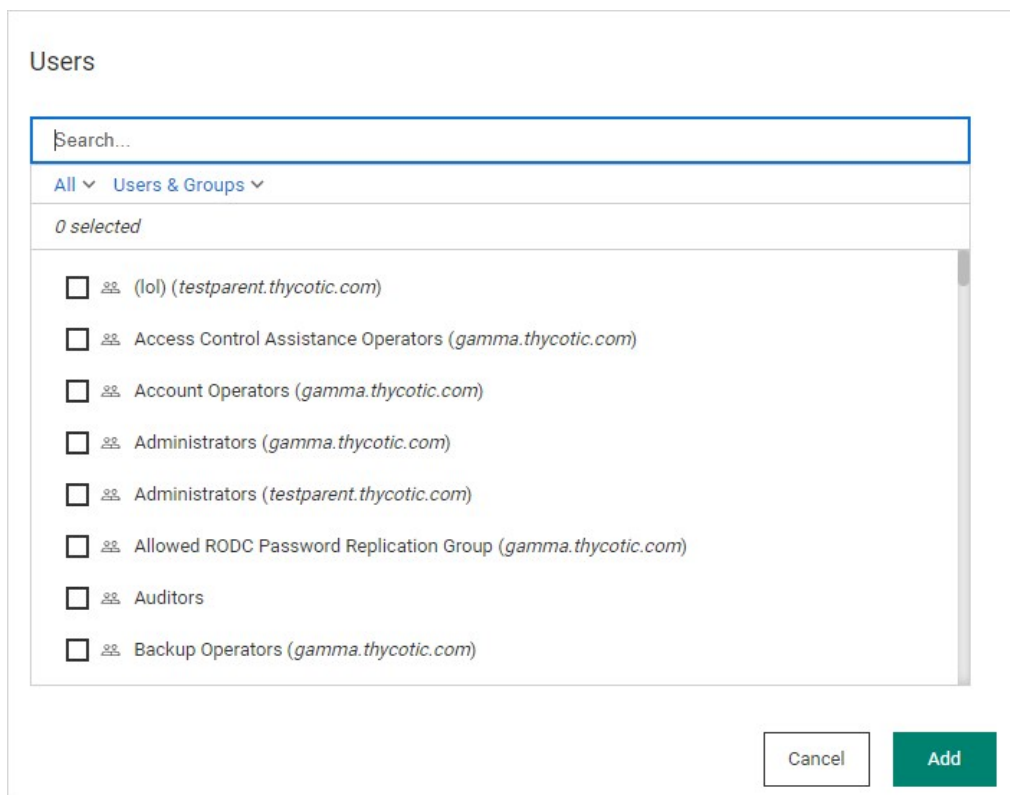 Users
Search...
All Users & Groups
0 selected
(lol) (testparent.thycotic.com)
Access Control Assistance Operators (gamma.thycotic.com)
Account Operators (gamma.thycotic.com)
Administrators (gamma.thycotic.com)
Administrators (testparent.thycotic.com)
Allowed RODC Password Replication Group (gamma.thycotic.com)
Auditors
Backup Operators (gamma.thycotic.com)
Cancel Add